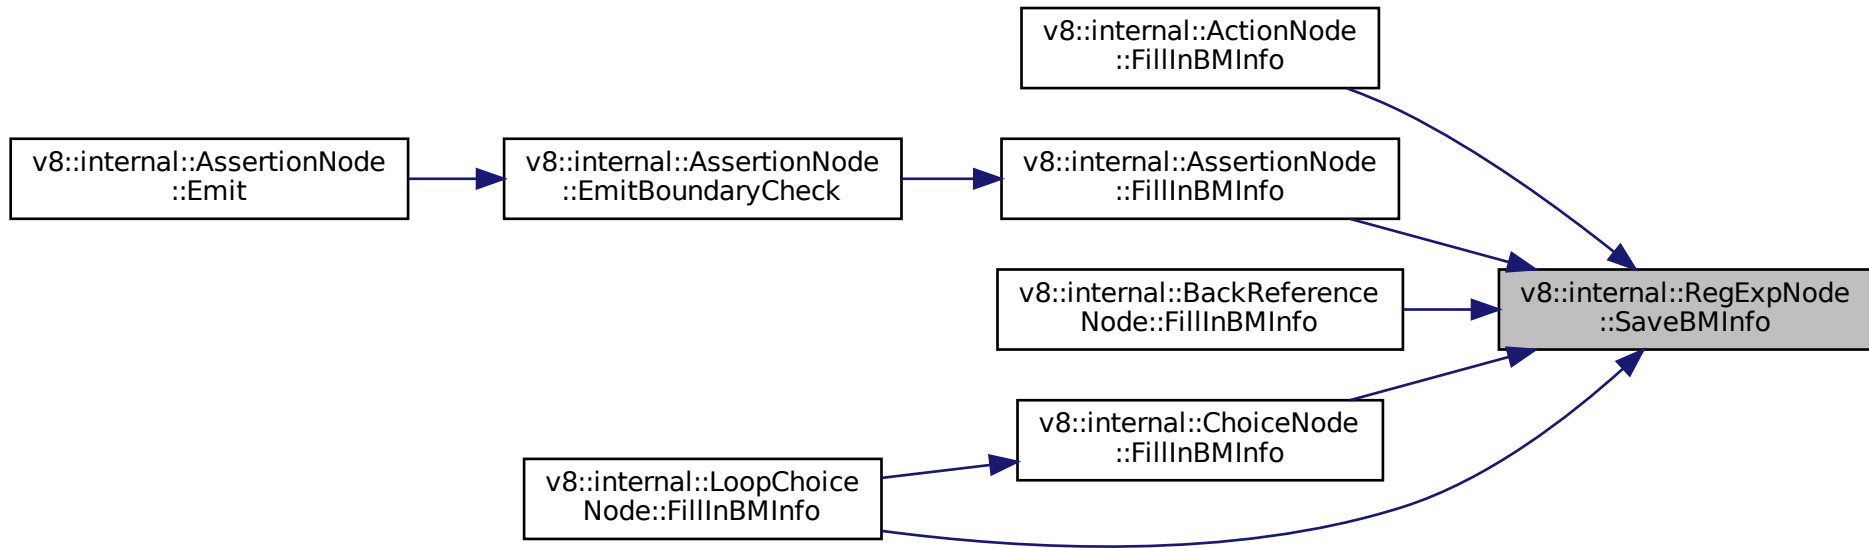 v8::internal::ActionNode
::FillInBMInfo
v8::internal::AssertionNode
::Emit
v8::internal::AssertionNode
::EmitBoundaryCheck
v8::internal::AssertionNode
::FillInBMInfo
v8::internal::BackReference
Node::FillInBMInfo
v8::internal::RegExpNode
::SaveBMInfo
v8::internal::ChoiceNode
::FillInBMInfo
v8::internal::LoopChoice
Node::FillInBMInfo